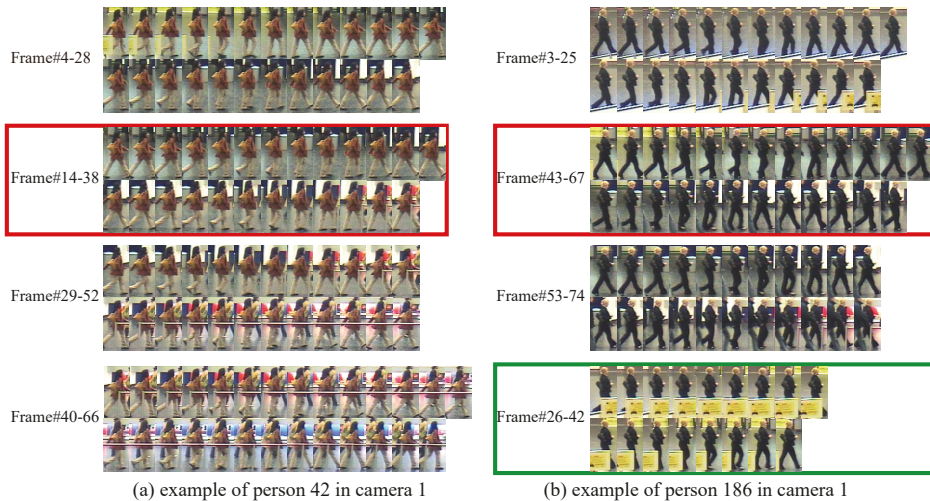 Frame#4-28
Frame#14-38
Frame#29-52
Frame#40-66
(a) example of person 42 in camera 1
Frame#3-25
Frame#43-67
Frame#53-74
Frame#26-42
(b) example of person 186 in camera 1